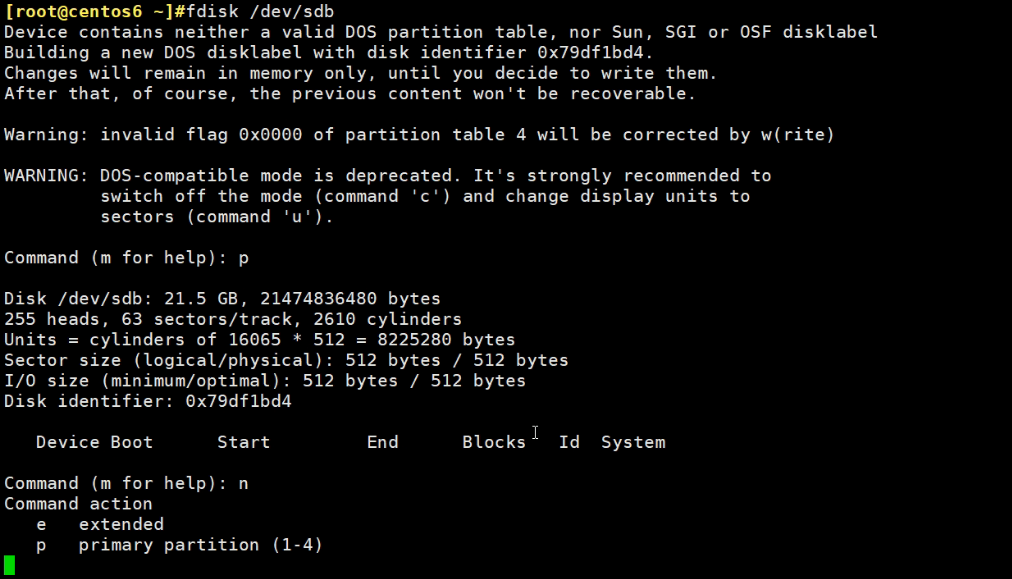 [root@centos6 ~]#fdisk /dev/sdb
Device contains neither a valid DOS partition table, nor Sun, SGI or OSF disklabel
Building a new DOS disklabel with disk identifier 0x79df1bd4.
Changes will remain in memory only, until you decide to write them.
After that, of course, the previous content won't be recoverable.

Warning: invalid flag 0x0000 of partition table 4 will be corrected by w(rite)

WARNING: DOS-compatible mode is deprecated. It's strongly recommended to
         switch off the mode (command 'c') and change display units to
         sectors (command 'u').

Command (m for help): p

Disk /dev/sdb: 21.5 GB, 21474836480 bytes
255 heads, 63 sectors/track, 2610 cylinders
Units = cylinders of 16065 * 512 = 8225280 bytes
Sector size (logical/physical): 512 bytes / 512 bytes
I/O size (minimum/optimal): 512 bytes / 512 bytes
Disk identifier: 0x79df1bd4

   Device Boot      Start         End      Blocks   Id  System

Command (m for help): n
Command action
   e   extended
   p   primary partition (1-4)